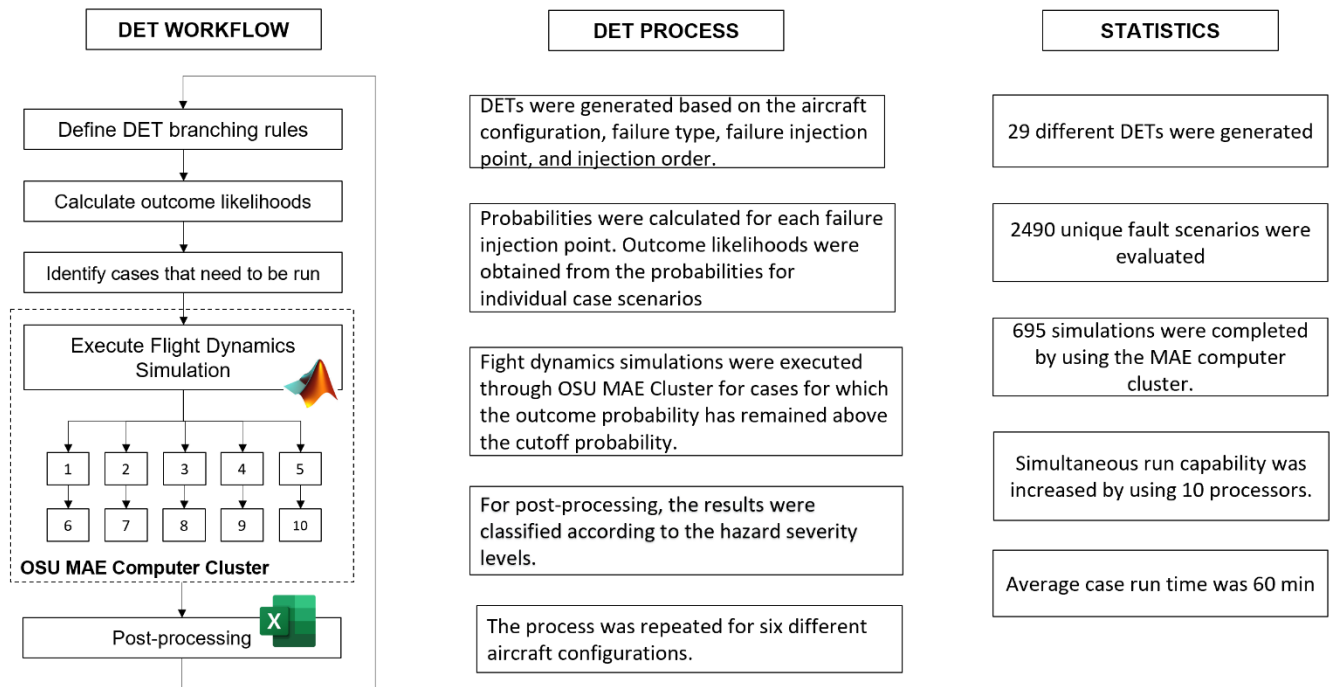 DET WORKFLOW
Define DET branching rules
Calculate outcome likelihoods
Identify cases that need to be run
Execute Flight Dynamics
Simulation
1 2 3 4 5
6 7 8 9 10
OSU MAE Computer Cluster
Post-processing
X
DET PROCESS
DETs were generated based on the
aircraft configuration, failure type, failure injection
point, and injection order.
Probabilities were calculated for each failure
injection point. Outcome likelihoods were
obtained from the probabilities for
individual case scenarios
Fight dynamics simulations were executed
through OSU MAE Cluster for cases for which
the outcome probability has remained above
the cutoff probability.
For post-processing, the results were
classified according to the hazard severity
levels.
The process was repeated for six different
aircraft configurations.
STATISTICS
29 different DETs were generated
2490 unique fault scenarios were
evaluated
695 simulations were completed
by using the MAE computer
cluster.
Simultaneous run capability was
increased by using 10 processors.
Average case run time was 60 min